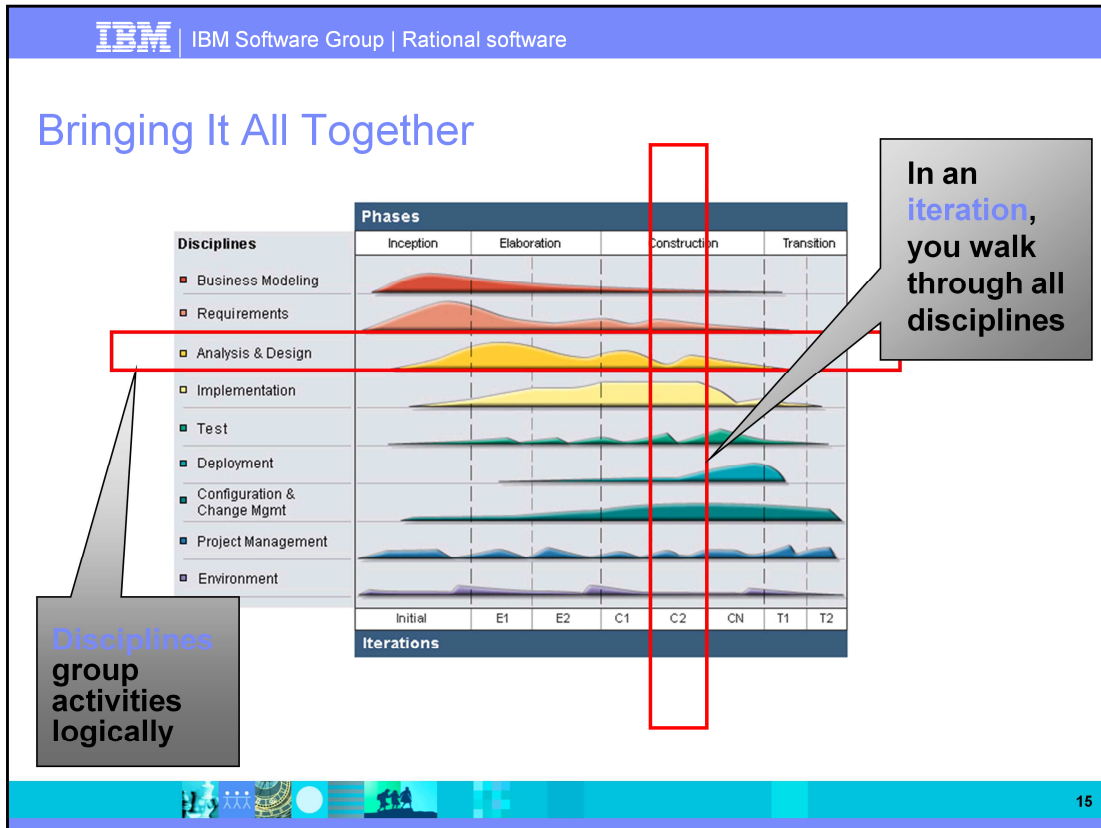 IBM | IBM Software Group | Rational software
Bringing It All Together
In an
iteration,
you walk
through all
disciplines
Phases
Disciplines
Inception Elaboration Construction Transition
Business Modeling
Requirements
Analysis & Design
Implementation
Test
Deployment
Configuration &
Change Mgmt
Project Management
Environment
Initial E1 E2 C1 C2 CN T1 T2
Iterations
Disciplines
group
activities
logically
15